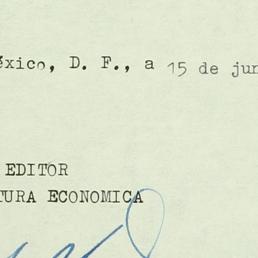 éxico, D. F., a 15 de jun
EDITOR
TURA ECONOMICA